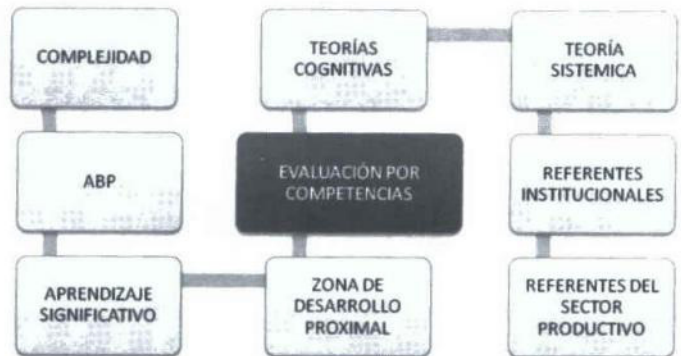 COMPLEJIDAD
TEORÍAS
COGNITIVAS
TEORÍA
SISTEMICA
ABP
EVALUACIÓN POR
COMPETENCIAS
REFERENTES
INSTITUCIONALES
APRENDIZAJE
SIGNIFICATIVO
ZONA DE
DESARROLLO
PROXIMAL
REFERENTES DEL
SECTOR
PRODUCTIVO